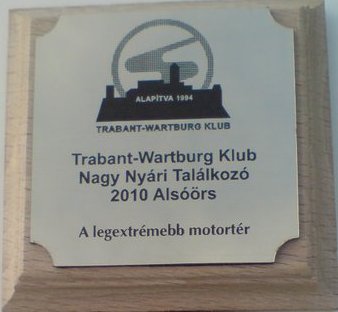 ALAPÍTVA 1994
TRABANT-WARTBURG KLUB
Trabant-Wartburg Klub
Nagy Nyári Találkozó
2010 Alsóörs
A legextrémebb motortér